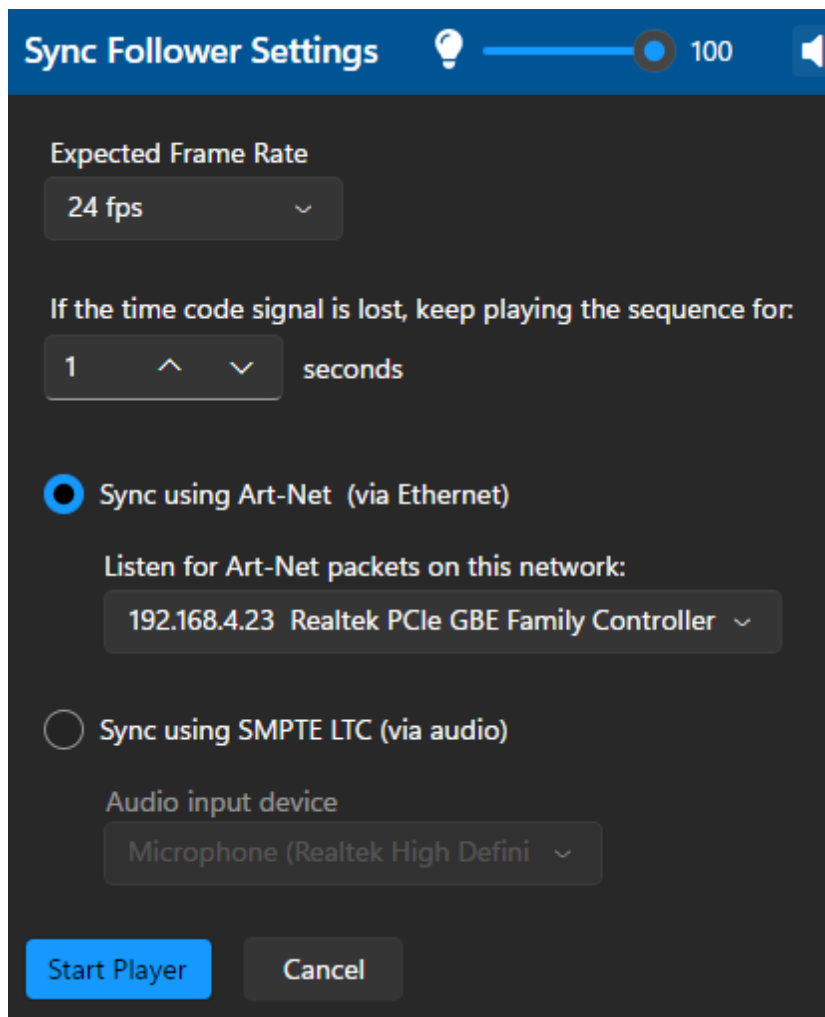 Sync Follower Settings 100
Expected Frame Rate
24 fps
If the time code signal is lost, keep playing the sequence for:
1 seconds
Sync using Art-Net (via Ethernet)
Listen for Art-Net packets on this network:
192.168.4.23 Realtek PCIe GBE Family Controller
Sync using SMPTE LTC (via audio)
Audio input device
Microphone (Realtek High Defini
Start Player Cancel